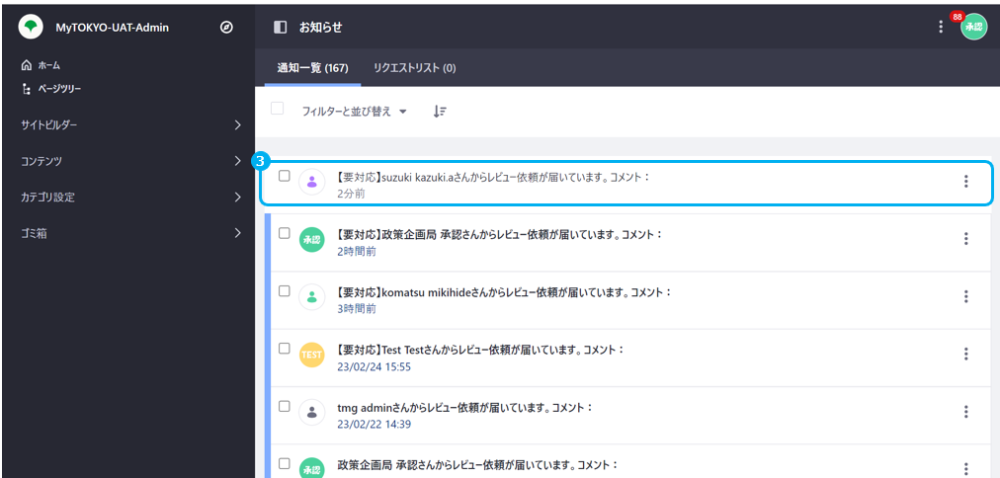 MyTOKYO-UAT-Admin
お知らせ
88
承認
ホーム
ページツリー
サイトビルダー
コンテンツ
カテゴリ設定
ゴミ箱
通知一覧 (167)
リクエストリスト (0)
フィルターと並び替え
3
【要対応】suzuki kazuki.aさんからレビュー依頼が届いています。コメント：
2分前
承認
【要対応】政策企画局 承認さんからレビュー依頼が届いています。コメント：
2時間前
【要対応】komatsu mikihideさんからレビュー依頼が届いています。コメント：
3時間前
TEST
【要対応】Test Testさんからレビュー依頼が届いています。コメント：
23/02/24 15:55
tmg adminさんからレビュー依頼が届いています。コメント：
23/02/22 14:39
承認
政策企画局 承認さんからレビュー依頼が届いています。コメント：